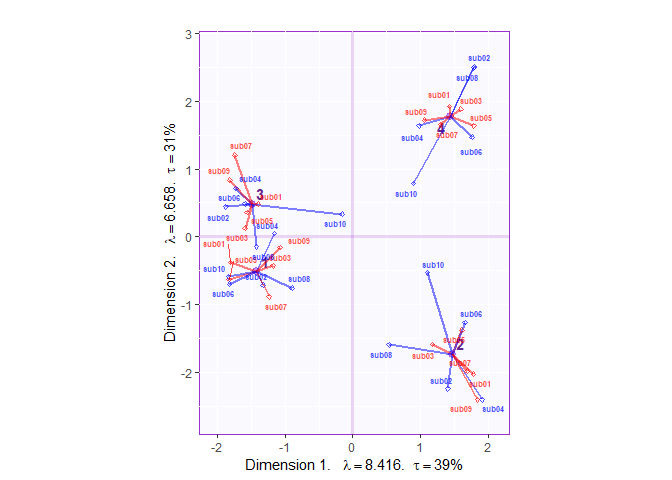 3
2
1
0
-1
-2
-2
-1
0
1
2
Dimension 1. λ = 8.416. τ = 39%
Dimension 2. λ = 6.658. τ = 31%
sub02
sub08
sub01
sub03
sub09
sub05
4
sub07
sub04
sub06
sub10
sub07
sub09
sub04
3
sub06
sub01
sub02
sub05
sub04
sub10
sub03
sub01
sub09
sub03
1
sub10
sub02
sub08
sub06
sub07
sub06
2
sub08
sub03
sub07
sub02
sub01
sub09
sub04